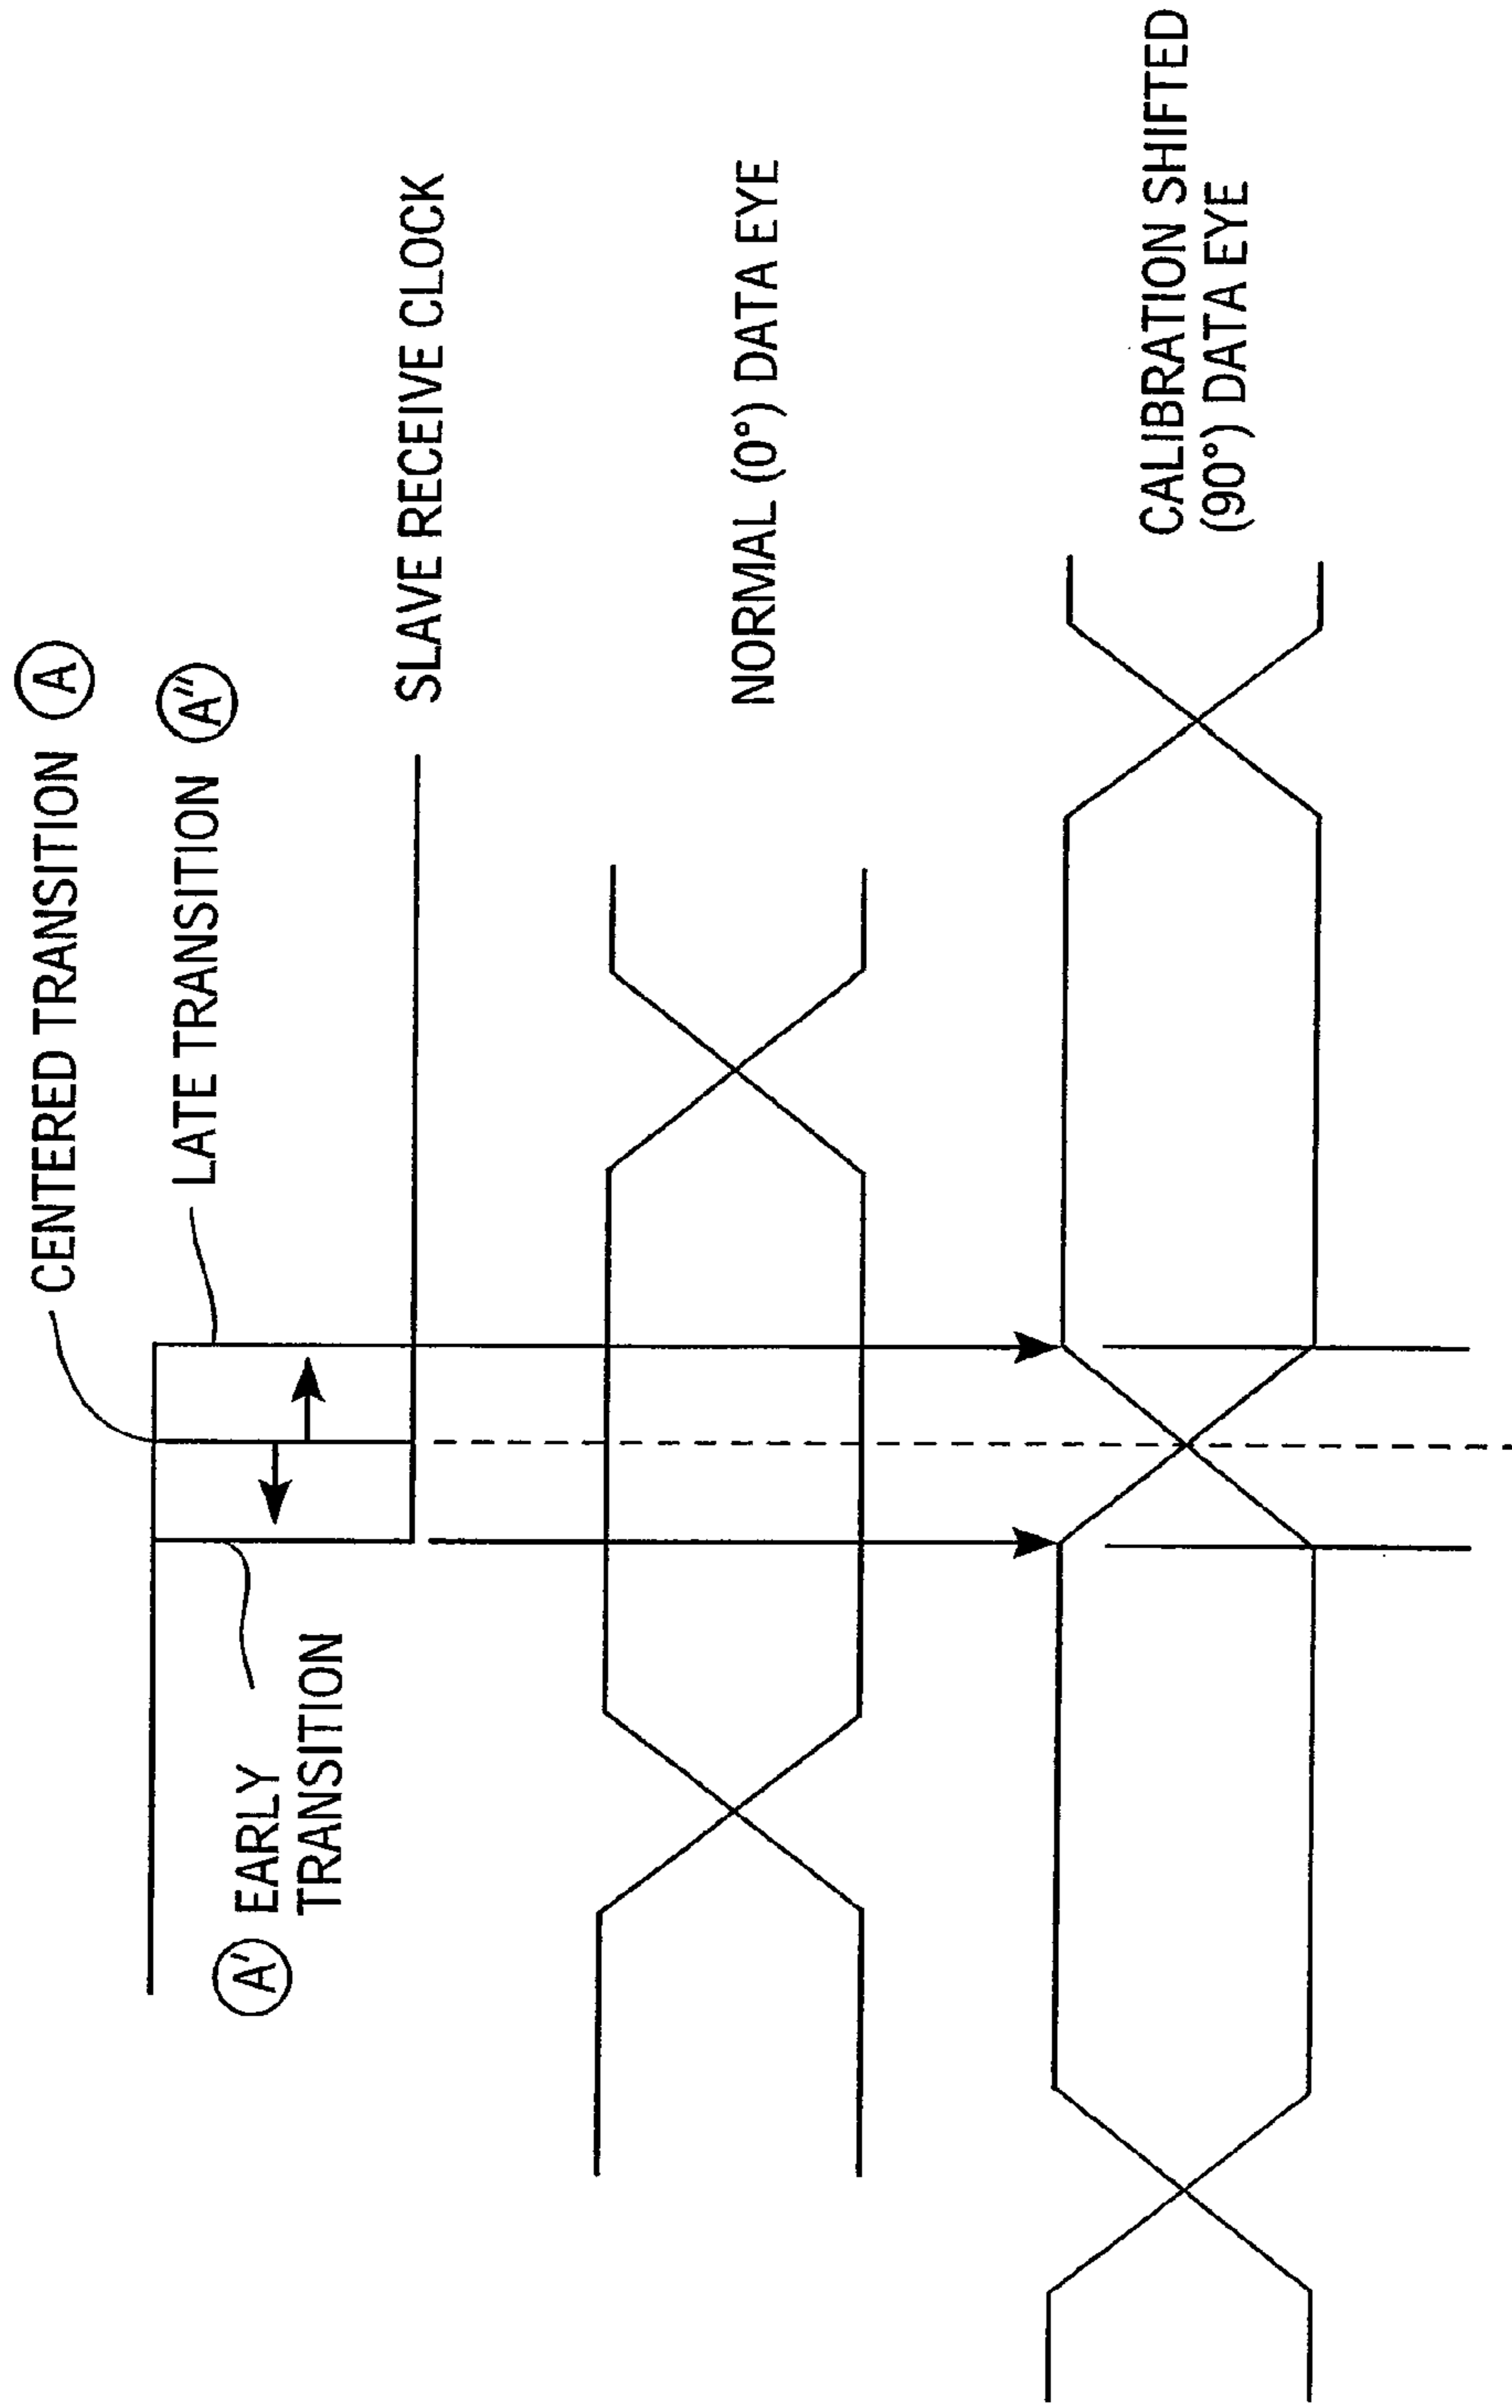 CENTERED TRANSITION A
LATE TRANSITION A"
A' EARLY
TRANSITION
SLAVE RECEIVE CLOCK
NORMAL (0°) DATA EYE
CALIBRATION SHIFTED
(90°) DATA EYE